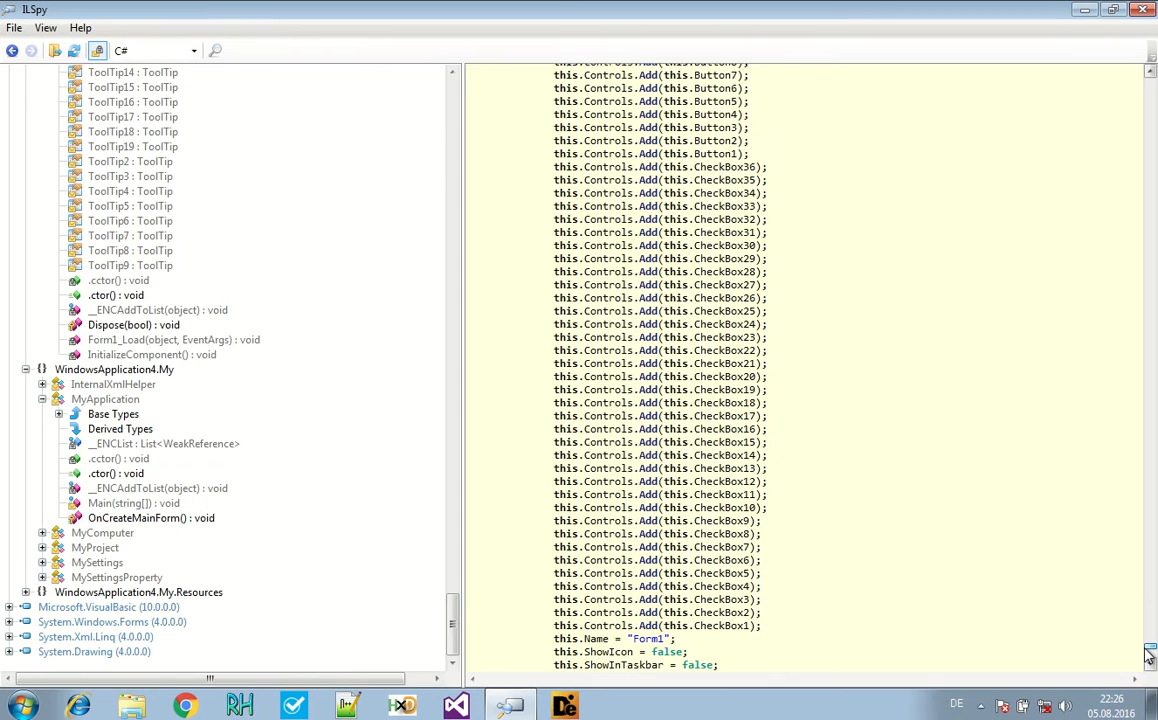 ILSpy
File View Help
C#
ToolTip14 : ToolTip
ToolTip15 : ToolTip
ToolTip16 : ToolTip
ToolTip17 : ToolTip
ToolTip18 : ToolTip
ToolTip19 : ToolTip
ToolTip2 : ToolTip
ToolTip3 : ToolTip
ToolTip4 : ToolTip
ToolTip5 : ToolTip
ToolTip6 : ToolTip
ToolTip7 : ToolTip
ToolTip8 : ToolTip
ToolTip9 : ToolTip
.cctor() : void
.ctor() : void
__ENCAddToList(object) : void
Dispose(bool) : void
Form1_Load(object, EventArgs) : void
InitializeComponent() : void
{} WindowsApplication4.My
InternalXmlHelper
MyApplication
Base Types
Derived Types
__ENCList : List<WeakReference>
.cctor() : void
.ctor() : void
__ENCAddToList(object) : void
Main(string[]) : void
OnCreateMainForm() : void
MyComputer
MyProject
MySettings
MySettingsProperty
{} WindowsApplication4.My.Resources
Microsoft.VisualBasic (10.0.0.0)
System.Windows.Forms (4.0.0.0)
System.Xml.Linq (4.0.0.0)
System.Drawing (4.0.0.0)
this.Controls.Add(this.Button7);
this.Controls.Add(this.Button6);
this.Controls.Add(this.Button5);
this.Controls.Add(this.Button4);
this.Controls.Add(this.Button3);
this.Controls.Add(this.Button2);
this.Controls.Add(this.Button1);
this.Controls.Add(this.CheckBox36);
this.Controls.Add(this.CheckBox35);
this.Controls.Add(this.CheckBox34);
this.Controls.Add(this.CheckBox33);
this.Controls.Add(this.CheckBox32);
this.Controls.Add(this.CheckBox31);
this.Controls.Add(this.CheckBox30);
this.Controls.Add(this.CheckBox29);
this.Controls.Add(this.CheckBox28);
this.Controls.Add(this.CheckBox27);
this.Controls.Add(this.CheckBox26);
this.Controls.Add(this.CheckBox25);
this.Controls.Add(this.CheckBox24);
this.Controls.Add(this.CheckBox23);
this.Controls.Add(this.CheckBox22);
this.Controls.Add(this.CheckBox21);
this.Controls.Add(this.CheckBox20);
this.Controls.Add(this.CheckBox19);
this.Controls.Add(this.CheckBox18);
this.Controls.Add(this.CheckBox17);
this.Controls.Add(this.CheckBox16);
this.Controls.Add(this.CheckBox15);
this.Controls.Add(this.CheckBox14);
this.Controls.Add(this.CheckBox13);
this.Controls.Add(this.CheckBox12);
this.Controls.Add(this.CheckBox11);
this.Controls.Add(this.CheckBox10);
this.Controls.Add(this.CheckBox9);
this.Controls.Add(this.CheckBox8);
this.Controls.Add(this.CheckBox7);
this.Controls.Add(this.CheckBox6);
this.Controls.Add(this.CheckBox5);
this.Controls.Add(this.CheckBox4);
this.Controls.Add(this.CheckBox3);
this.Controls.Add(this.CheckBox2);
this.Controls.Add(this.CheckBox1);
this.Name = "Form1";
this.ShowIcon = false;
this.ShowInTaskbar = false;
RH
DE
22:26
05.08.2016